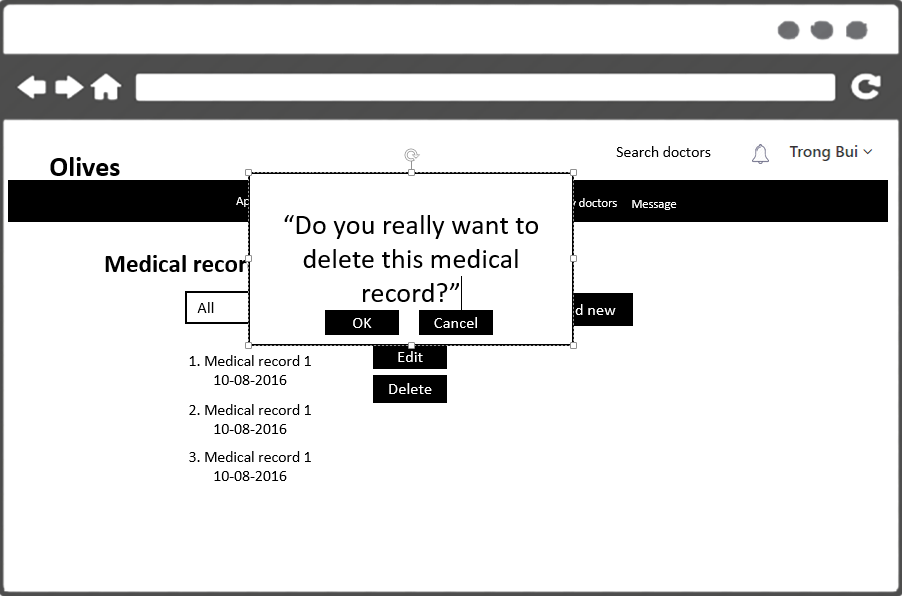 Search doctors
Trong Bui
Olives
doctors
Message
“Do you really want to
delete this medical
record?”
OK
Cancel
Medical
All
new
1. Medical record 1
10-08-2016
Edit
Delete
2. Medical record 1
10-08-2016
3. Medical record 1
10-08-2016